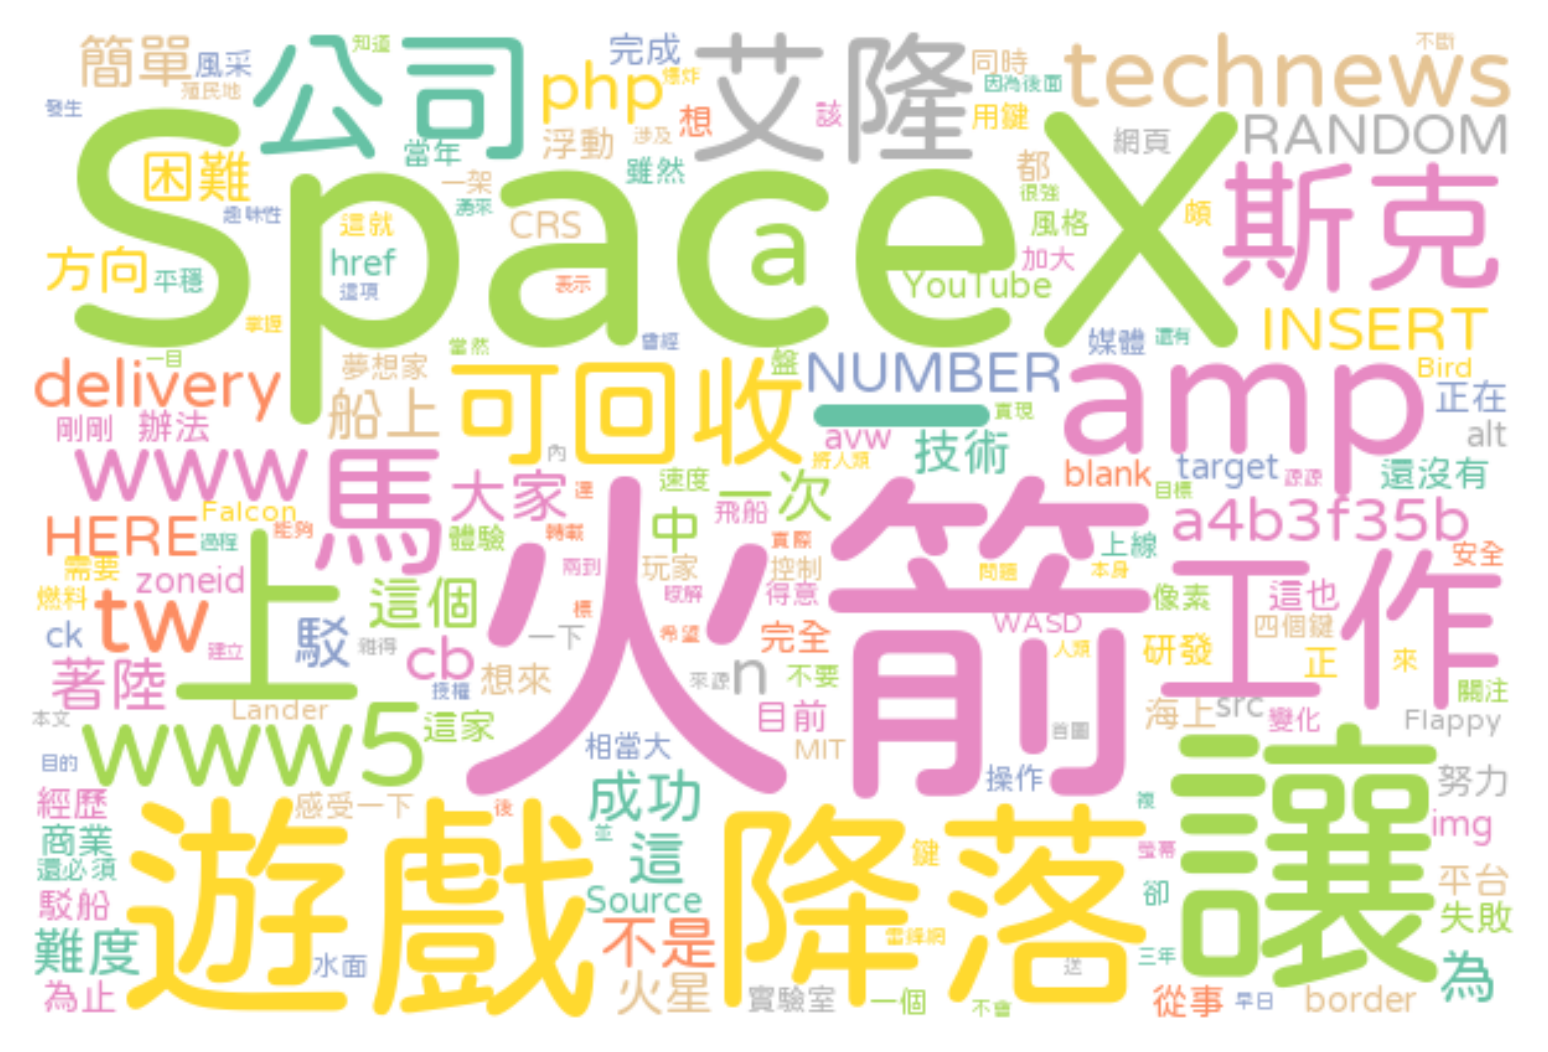 簡單 風采 公司 知道 完成 艾隆 同時 technews 不斷
殖民地 php 爆炸 因為後面
發生 想 該 用鍵 網頁 RANDOM
SpaceX
困難 當年 浮動 涉及 雖然 都 斯克
趣味性 一架 湧來 很強
這就 CRS a 風格 頗
方向 平穩 href 表示 加大
這項 YouTube
掌握 INSERT
一目 當然 曾經 媒體 還有
delivery 夢想家 可回收 盤 NUMBER amp Bird
船上 一 實現 正在
剛剛 辦法 avw 技術 alt
www 馬 內 將人類 blank target 源源 還沒有
大家 速度 一次 目標
Falcon 達 飛船 火箭 a4b3f35b
HERE 過程 能夠 體驗 轉載 中 實際 上線 安全
需要 zoneid 上 兩到 玩家 控制 問題 本身 工作
燃料 tw 這個 瞭解 得意 像素 這也
ck 駁 標 WASD 四個鍵
建立 雖得 cb 一下 希望 完全 人類 研發 正 來
著陸 授權 想來 來源 n 不要 關注
本文 Lander 目前 海上 src 變化 Flappy
www5 這家 相當大 MIT 首圖
目的 成功 操作 讓 努力
經歷 感受一下 後 複
商業 遊戲 並 這 降落 鍵 螢幕 img
還必須 Source 卻 平台
駁船 失敗
難度 水面 不是 雷鋒網 三年 為
為止 火星 實驗室 一個 送 不會 從事 早日 border